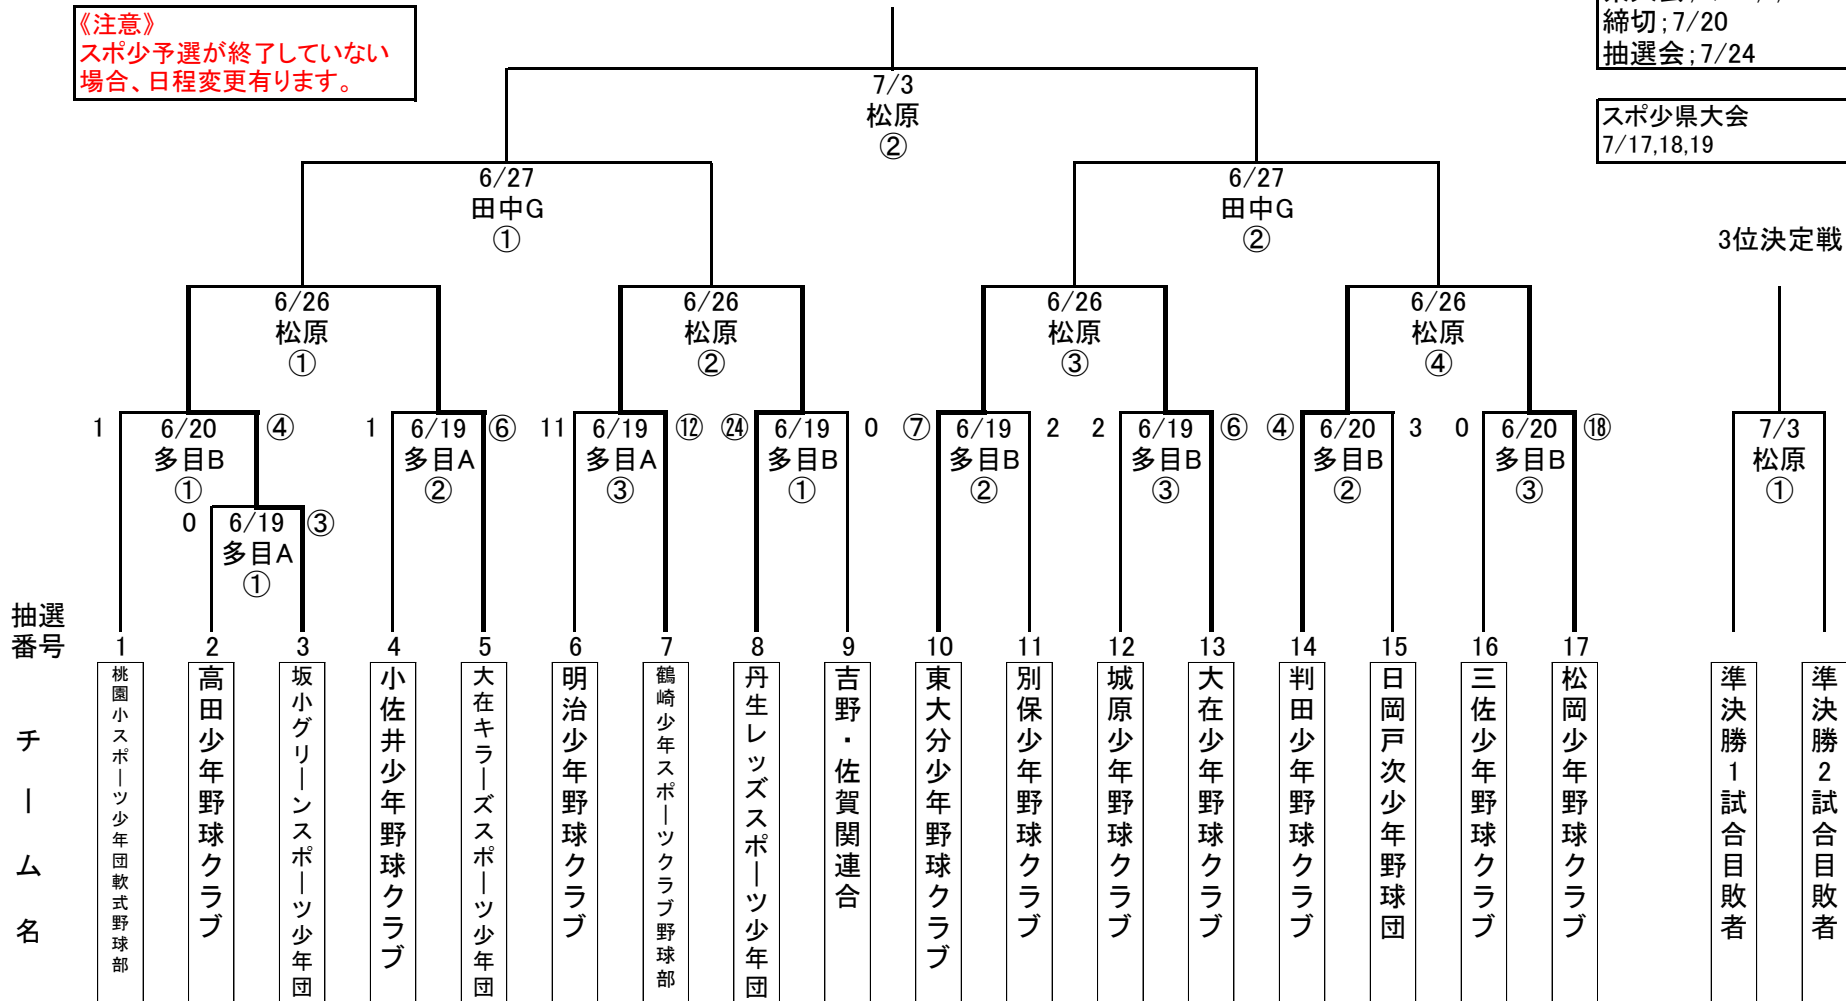 《注意》
スポ少予選が終了していない
場合、日程変更有ります。
締切;7/20
抽選会;7/24
スポ少県大会
7/17,18,19
7/3
松原
②
6/27
田中G
①
6/27
田中G
②
3位決定戦
6/26
松原
①
6/26
松原
②
6/26
松原
③
6/26
松原
④
1 6/20 ④
多目B
①
1 6/19 ⑥
多目A
②
11 6/19 ⑫
多目A
③
㉔ 6/19 0
多目B
①
⑦ 6/19 2
多目B
②
2 6/19 ⑥
多目B
③
④ 6/20 3
多目B
②
0 6/20 ⑱
多目B
③
7/3
松原
①
0 6/19 ③
多目A
①
抽選
番号 1 2 3 4 5 6 7 8 9 10 11 12 13 14 15 16 17
チーム名
桃園小スポーツ少年団軟式野球部
高田少年野球クラブ
坂小グリーンスポーツ少年団
小佐井少年野球クラブ
大在キラーズスポーツ少年団
明治少年野球クラブ
鶴崎少年スポーツクラブ野球部
丹生レッズスポーツ少年団
吉野・佐賀関連合
東大分少年野球クラブ
別保少年野球クラブ
城原少年野球クラブ
大在少年野球クラブ
判田少年野球クラブ
日岡戸次少年野球団
三佐少年野球クラブ
松岡少年野球クラブ
準決勝1試合目敗者
準決勝2試合目敗者